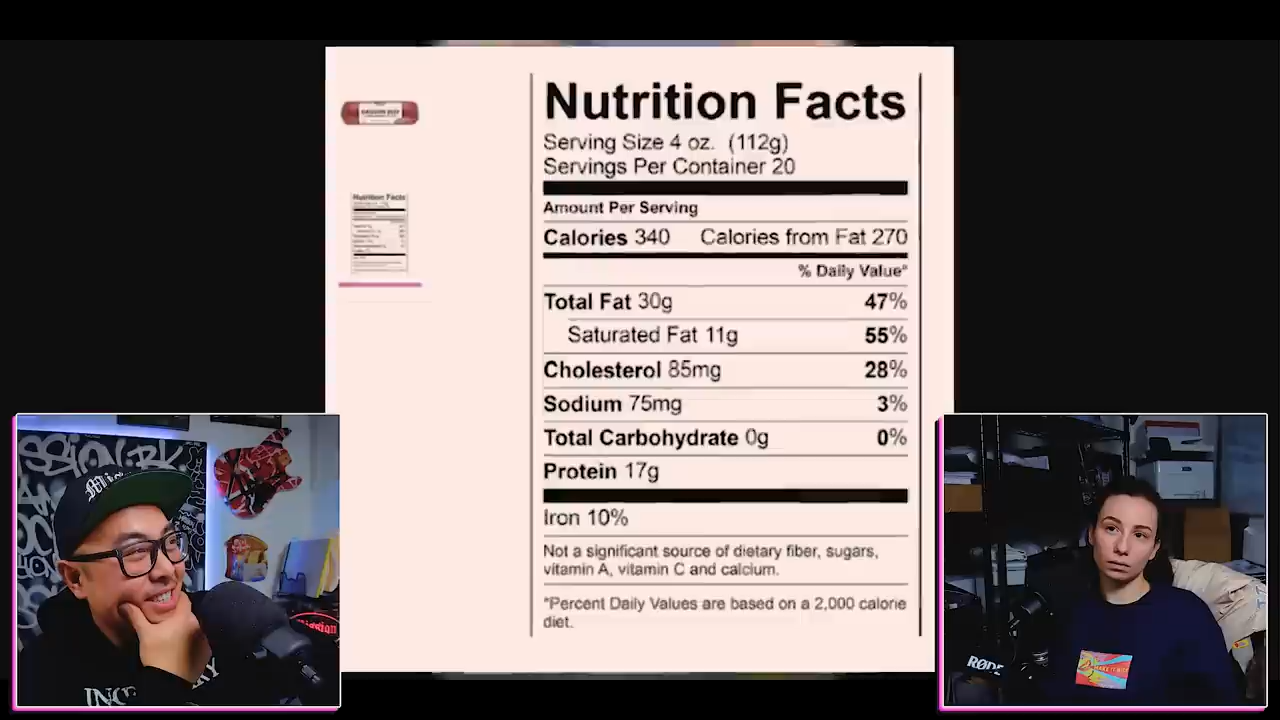 Nutrition Facts
Serving Size 4 oz. (112g)
Servings Per Container 20
Amount Per Serving
Calories 340 Calories from Fat 270
% Daily Value*
Total Fat 30g 47%
Saturated Fat 11g 55%
Cholesterol 85mg 28%
Sodium 75mg 3%
Total Carbohydrate 0g 0%
Protein 17g
Iron 10%
Not a significant source of dietary fiber, sugars,
vitamin A, vitamin C and calcium.
*Percent Daily Values are based on a 2,000 calorie
diet.
Nutrition Facts
RØDE